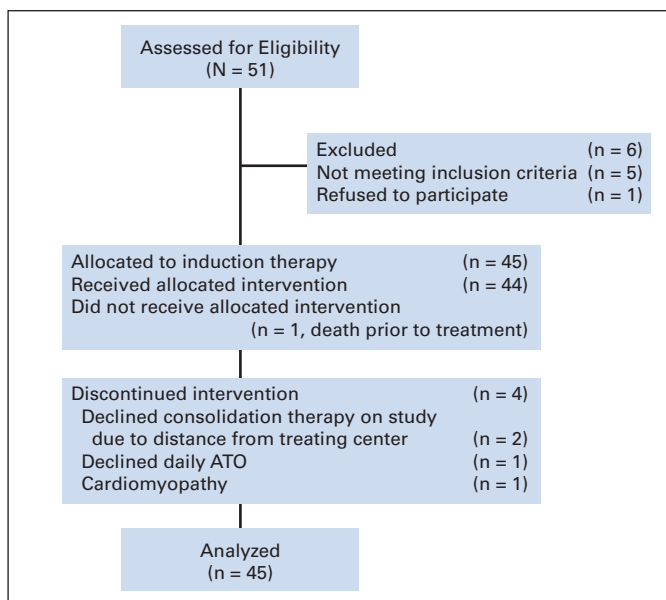 Assessed for Eligibility
(N = 51)
Excluded (n = 6)
Not meeting inclusion criteria (n = 5)
Refused to participate (n = 1)
Allocated to induction therapy (n = 45)
Received allocated intervention (n = 44)
Did not receive allocated intervention
(n = 1, death prior to treatment)
Discontinued intervention (n = 4)
Declined consolidation therapy on study
due to distance from treating center (n = 2)
Declined daily ATO (n = 1)
Cardiomyopathy (n = 1)
Analyzed
(n = 45)